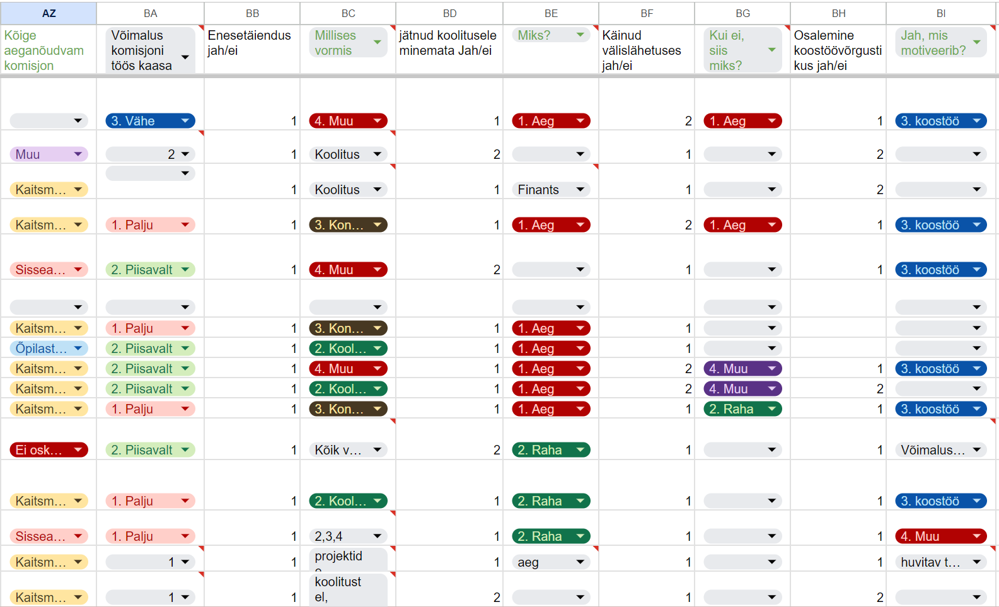 AZ BA BB BC BD BE BF BG BH BI
Kõige aeganõudvam komisjon
Võimalus komisjoni töös kaasa
Enesetäiendus jah/ei
Millises vormis
jätnud koolitusele minemata Jah/ei
Miks?
Käinud välislähetuses jah/ei
Kui ei, siis miks?
Osalemine koostöövõrgusti kus jah/ei
Jah, mis motiveerib?
3. Vähe 1 4. Muu 1 1. Aeg 2 1. Aeg 1 3. koostöö
Muu 2 1 Koolitus 2 1 2
Kaitsm... 1 Koolitus 1 Finants 1 2
Kaitsm... 1. Palju 1 3. Kon... 1 1. Aeg 2 1. Aeg 1 3. koostöö
Sissea... 2. Piisavalt 1 4. Muu 2 1 1 3. koostöö
Kaitsm... 1. Palju 1 3. Kon... 1 1. Aeg 1
Õpilast... 2. Piisavalt 1 2. Kool... 1 1. Aeg 1
Kaitsm... 2. Piisavalt 1 4. Muu 1 1. Aeg 2 4. Muu 1 3. koostöö
Kaitsm... 2. Piisavalt 1 2. Kool... 1 1. Aeg 2 4. Muu 2
Kaitsm... 1. Palju 1 3. Kon... 1 1. Aeg 1 2. Raha 1 3. koostöö
Ei osk... 2. Piisavalt 1 Kõik v... 2 2. Raha 1 1 Võimalus...
Kaitsm... 1. Palju 1 2. Kool... 1 2. Raha 1 1 3. koostöö
Sissea... 1. Palju 1 2,3,4 1 2. Raha 1 1 4. Muu
Kaitsm... 1 1 projektid 1 aeg 1 1 huvitav t...
Kaitsm... 1 1 koolitust el, 2 1 2